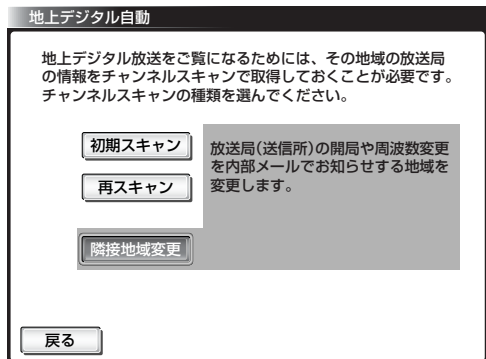 地上デジタル自動
地上デジタル放送をご覧になるためには、その地域の放送局
の情報をチャンネルスキャンで取得しておくことが必要です。
チャンネルスキャンの種類を選んでください。
初期スキャン
再スキャン
隣接地域変更
放送局(送信所)の開局や周波数変更
を内部メールでお知らせする地域を
変更します。
戻る